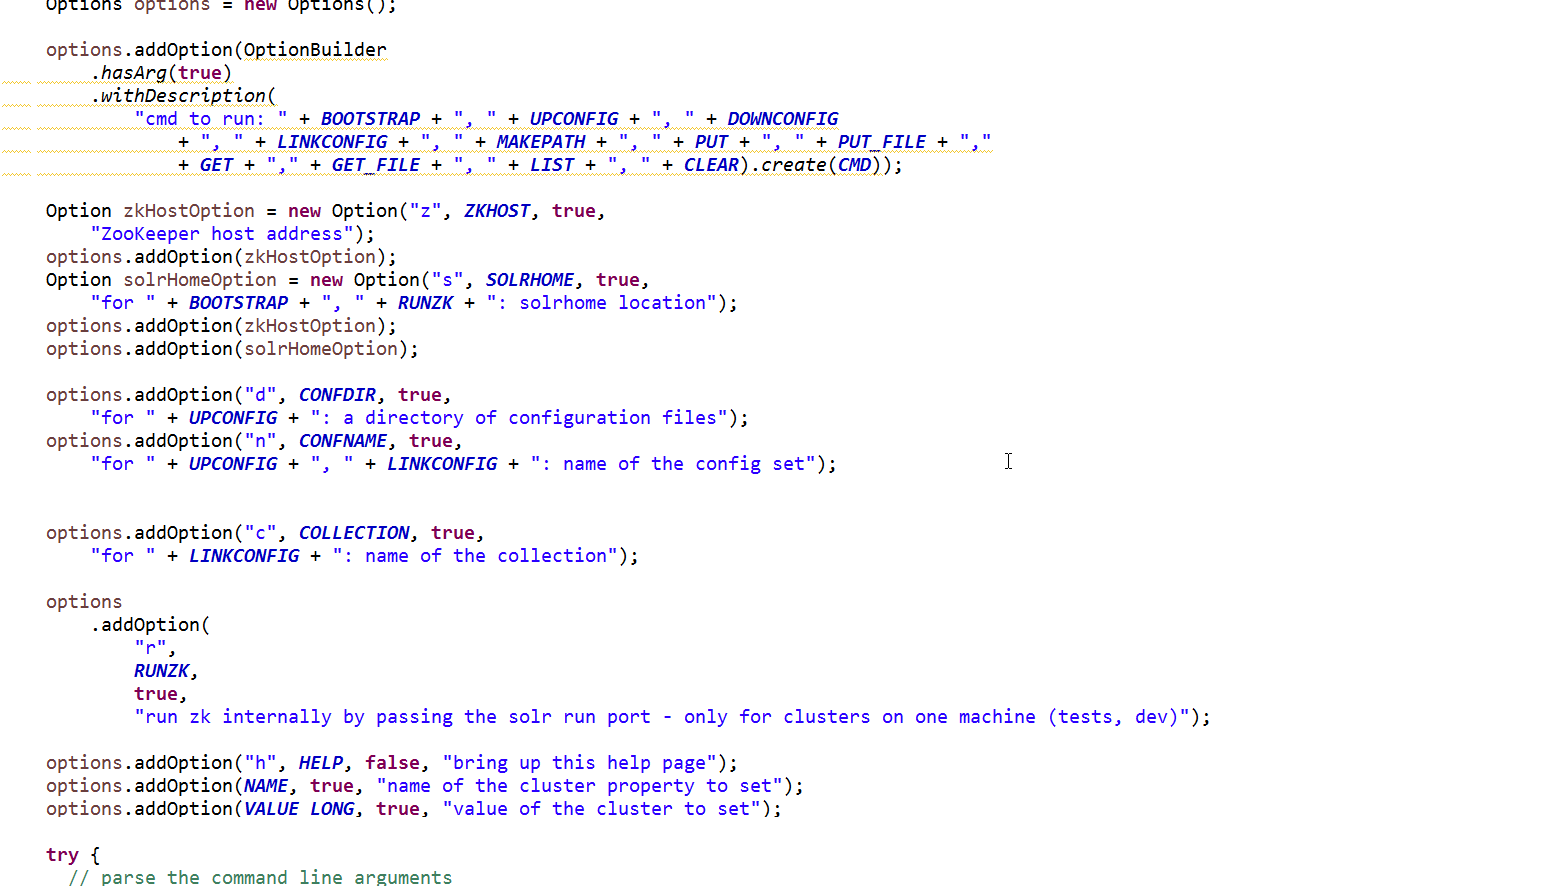 Options options = new Options();
options.addOption(OptionBuilder
.hasArg(true)
.withDescription(
"cmd to run: " + BOOTSTRAP + ", " + UPCONFIG + ", " + DOWNCONFIG
+ ", " + LINKCONFIG + ", " + MAKEPATH + ", " + PUT + ", " + PUT_FILE + ","
+ GET + "," + GET_FILE + ", " + LIST + ", " + CLEAR).create(CMD));
Option zkHostOption = new Option("z", ZKHOST, true,
"ZooKeeper host address");
options.addOption(zkHostOption);
Option solrHomeOption = new Option("s", SOLRHOME, true,
"for " + BOOTSTRAP + ", " + RUNZK + ": solrhome location");
options.addOption(zkHostOption);
options.addOption(solrHomeOption);
options.addOption("d", CONFDIR, true,
"for " + UPCONFIG + ": a directory of configuration files");
options.addOption("n", CONFNAME, true,
"for " + UPCONFIG + ", " + LINKCONFIG + ": name of the config set");
options.addOption("c", COLLECTION, true,
"for " + LINKCONFIG + ": name of the collection");
options
.addOption(
"r",
RUNZK,
true,
"run zk internally by passing the solr run port - only for clusters on one machine (tests, dev)");
options.addOption("h", HELP, false, "bring up this help page");
options.addOption(NAME, true, "name of the cluster property to set");
options.addOption(VALUE_LONG, true, "value of the cluster to set");
try {
// parse the command line arguments